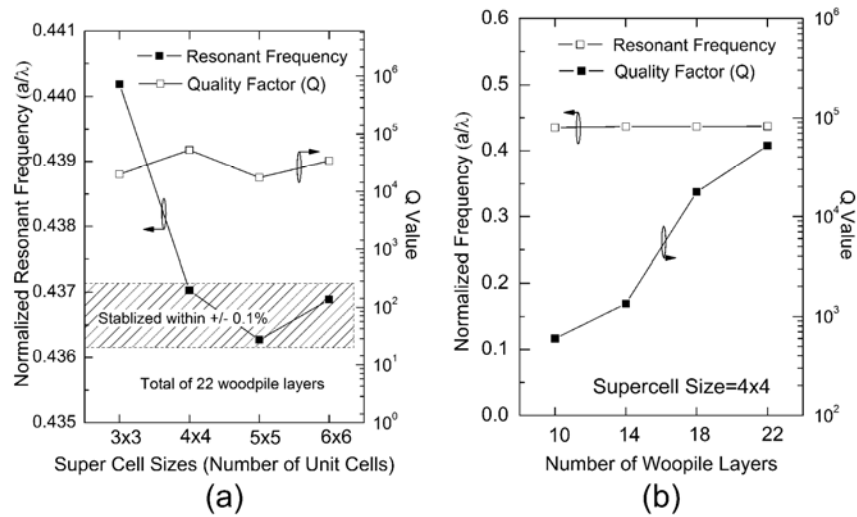 0.441
0.440
0.439
0.438
0.437
0.436
0.435
Normalized Resonant Frequency (a/λ)
Resonant Frequency
Quality Factor (Q)
Stablized within +/- 0.1%
Total of 22 woodpile layers
10^6
10^5
10^4
10^3
10^2
10^1
10^0
Q Value
3x3 4x4 5x5 6x6
Super Cell Sizes (Number of Unit Cells)
(a)
0.6
0.5
0.4
0.3
0.2
0.1
0.0
Normalized Frequency (a/λ)
Resonant Frequency
Quality Factor (Q)
Supercell Size=4x4
10^6
10^5
10^4
10^3
10^2
Q Value
10 14 18 22
Number of Woopile Layers
(b)